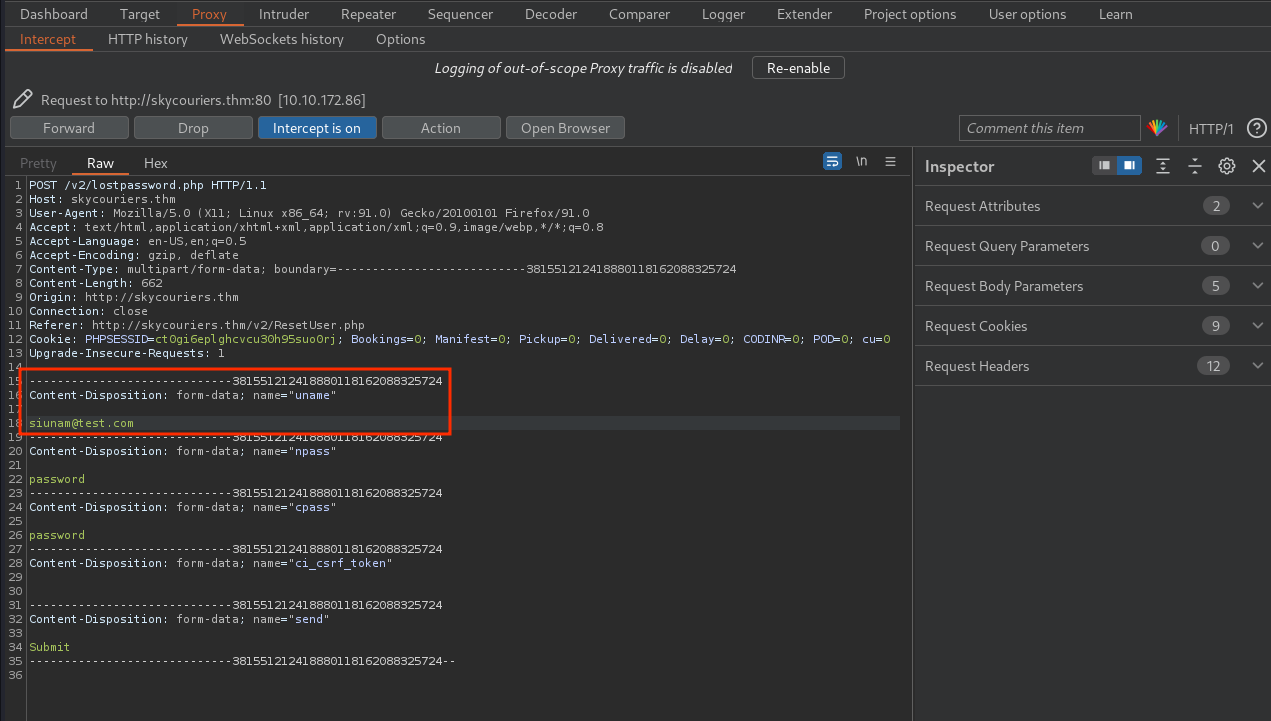 Dashboard Target Proxy Intruder Repeater Sequencer Decoder Comparer Logger Extender Project options User options Learn
Intercept HTTP history WebSockets history Options
Logging of out-of-scope Proxy traffic is disabled Re-enable
Request to http://skycouriers.thm:80 [10.10.172.86]
Forward Drop Intercept is on Action Open Browser Comment this item HTTP/1 ?
Pretty Raw Hex \n
Inspector
Request Attributes 2
Request Query Parameters 0
Request Body Parameters 5
Request Cookies 9
Request Headers 12
1 POST /v2/lostpassword.php HTTP/1.1
2 Host: skycouriers.thm
3 User-Agent: Mozilla/5.0 (X11; Linux x86_64; rv:91.0) Gecko/20100101 Firefox/91.0
4 Accept: text/html,application/xhtml+xml,application/xml;q=0.9,image/webp,*/*;q=0.8
5 Accept-Language: en-US,en;q=0.5
6 Accept-Encoding: gzip, deflate
7 Content-Type: multipart/form-data; boundary=---------------------------381551212418880118162088325724
8 Content-Length: 662
9 Origin: http://skycouriers.thm
10 Connection: close
11 Referer: http://skycouriers.thm/v2/ResetUser.php
12 Cookie: PHPSESSID=ct0gi6eplghcvcu30h95suo0rj; Bookings=0; Manifest=0; Pickup=0; Delivered=0; Delay=0; CODINR=0; POD=0; cu=0
13 Upgrade-Insecure-Requests: 1
14
15 -----------------------------381551212418880118162088325724
16 Content-Disposition: form-data; name="uname"
17
18 siunam@test.com
19 -----------------------------381551212418880118162088325724
20 Content-Disposition: form-data; name="npass"
21
22 password
23 -----------------------------381551212418880118162088325724
24 Content-Disposition: form-data; name="cpass"
25
26 password
27 -----------------------------381551212418880118162088325724
28 Content-Disposition: form-data; name="ci_csrf_token"
29
30
31 -----------------------------381551212418880118162088325724
32 Content-Disposition: form-data; name="send"
33
34 Submit
35 -----------------------------381551212418880118162088325724--
36